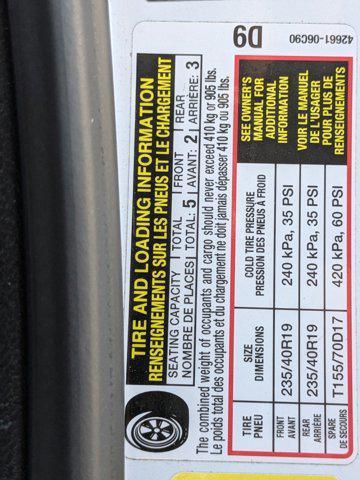 D9
42661-06C90
TIRE AND LOADING INFORMATION
RENSEIGNEMENTS SUR LES PNEUS ET LE CHARGEMENT
SEATING CAPACITY TOTAL FRONT REAR
NOMBRE DE PLACES TOTAL: 5 AVANT: 2 ARRIÈRE: 3
The combined weight of occupants and cargo should never exceed 410 kg or 905 lbs.
Le poids total des occupants et du chargement ne doit jamais dépasser 410 kg ou 905 lbs.
TIRE SIZE COLD TIRE PRESSURE
PNEU DIMENSIONS PRESSION DES PNEUS À FROID
FRONT
AVANT 235/40R19 240 kPa, 35 PSI
REAR
ARRIÈRE 235/40R19 240 kPa, 35 PSI
SPARE
DE SECOURS T155/70D17 420 kPa, 60 PSI
SEE OWNER'S
MANUAL FOR
ADDITIONAL
INFORMATION
VOIR LE MANUEL
DE L'USAGER
POUR PLUS DE
RENSEIGNEMENTS